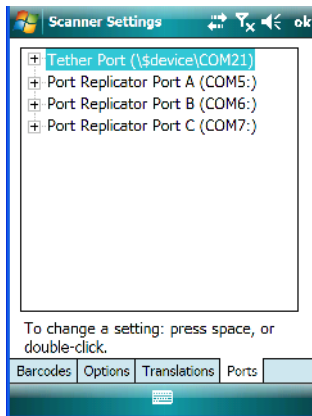 Scanner Settings ok
Tether Port (\$device\COM21)
Port Replicator Port A (COM5:)
Port Replicator Port B (COM6:)
Port Replicator Port C (COM7:)
To change a setting: press space, or
double-click.
Barcodes Options Translations Ports